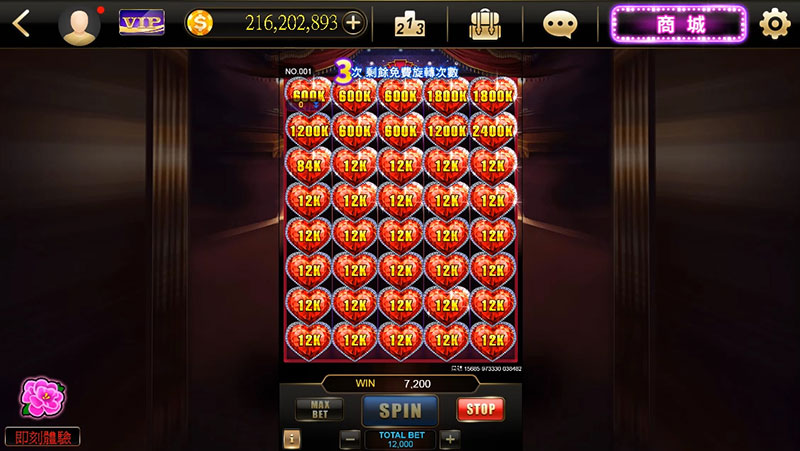 VIP
216,202,893
1 2 3
商城
NO.001
3次 剩餘免費旋轉次數
600K 600K 600K 1800K 1800K
1200K 600K 600K 1200K 2400K
84K 12K 12K 12K 12K
12K 12K 12K 12K 12K
12K 12K 12K 12K 12K
12K 12K 12K 12K 12K
12K 12K 12K 12K 12K
12K 12K 12K 12K 12K
15685-973330-038482
WIN 7,200
MAX
BET
SPIN
STOP
TOTAL BET
12,000
即刻體驗